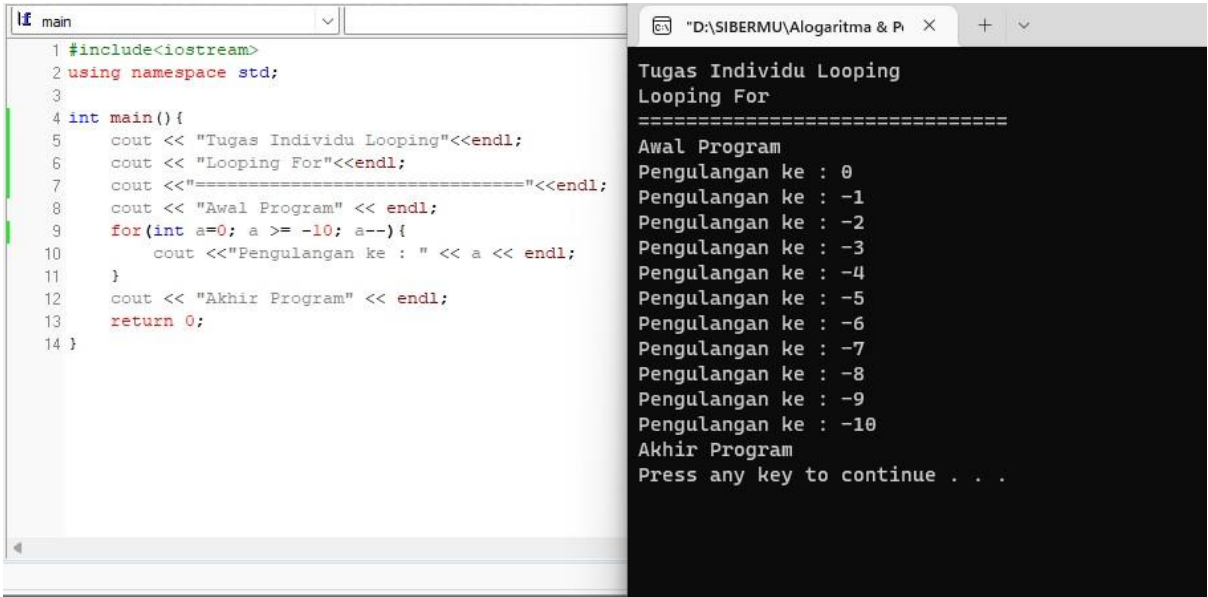 main
1 #include<iostream>
2 using namespace std;
3
4 int main(){
5 cout << "Tugas Individu Looping"<<endl;
6 cout << "Looping For"<<endl;
7 cout <<"==============================="<<endl;
8 cout << "Awal Program" << endl;
9 for(int a=0; a >= -10; a--){
10 cout <<"Pengulangan ke : " << a << endl;
11 }
12 cout << "Akhir Program" << endl;
13 return 0;
14 }
"D:\SIBERMU\Alogaritma & P
Tugas Individu Looping
Looping For
===============================
Awal Program
Pengulangan ke : 0
Pengulangan ke : -1
Pengulangan ke : -2
Pengulangan ke : -3
Pengulangan ke : -4
Pengulangan ke : -5
Pengulangan ke : -6
Pengulangan ke : -7
Pengulangan ke : -8
Pengulangan ke : -9
Pengulangan ke : -10
Akhir Program
Press any key to continue . . .